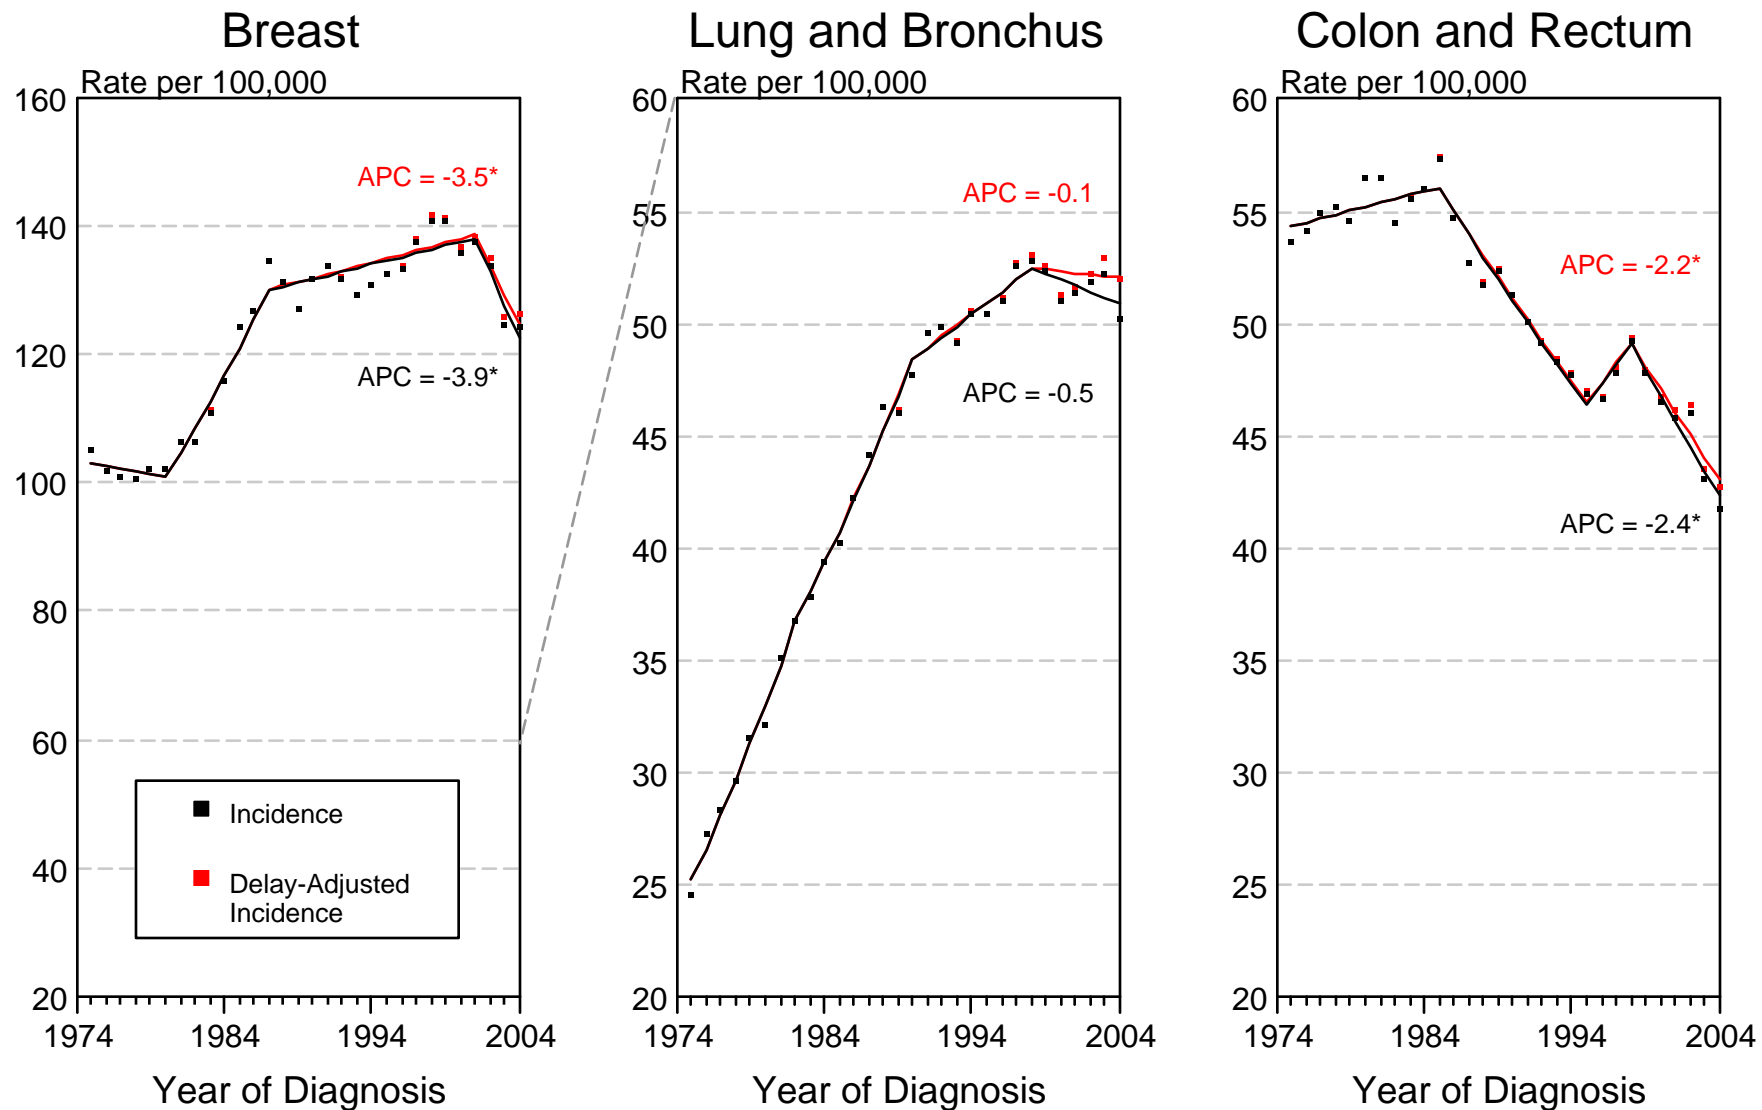 Breast
Rate per 100,000
160
140
120
100
80
60
40
20
APC = -3.5*
APC = -3.9*
Incidence
Delay-Adjusted
Incidence
1974 1984 1994 2004
Year of Diagnosis
Lung and Bronchus
Rate per 100,000
60
55
50
45
40
35
30
25
20
APC = -0.1
APC = -0.5
1974 1984 1994 2004
Year of Diagnosis
Colon and Rectum
Rate per 100,000
60
55
50
45
40
35
30
25
20
APC = -2.2*
APC = -2.4*
1974 1984 1994 2004
Year of Diagnosis